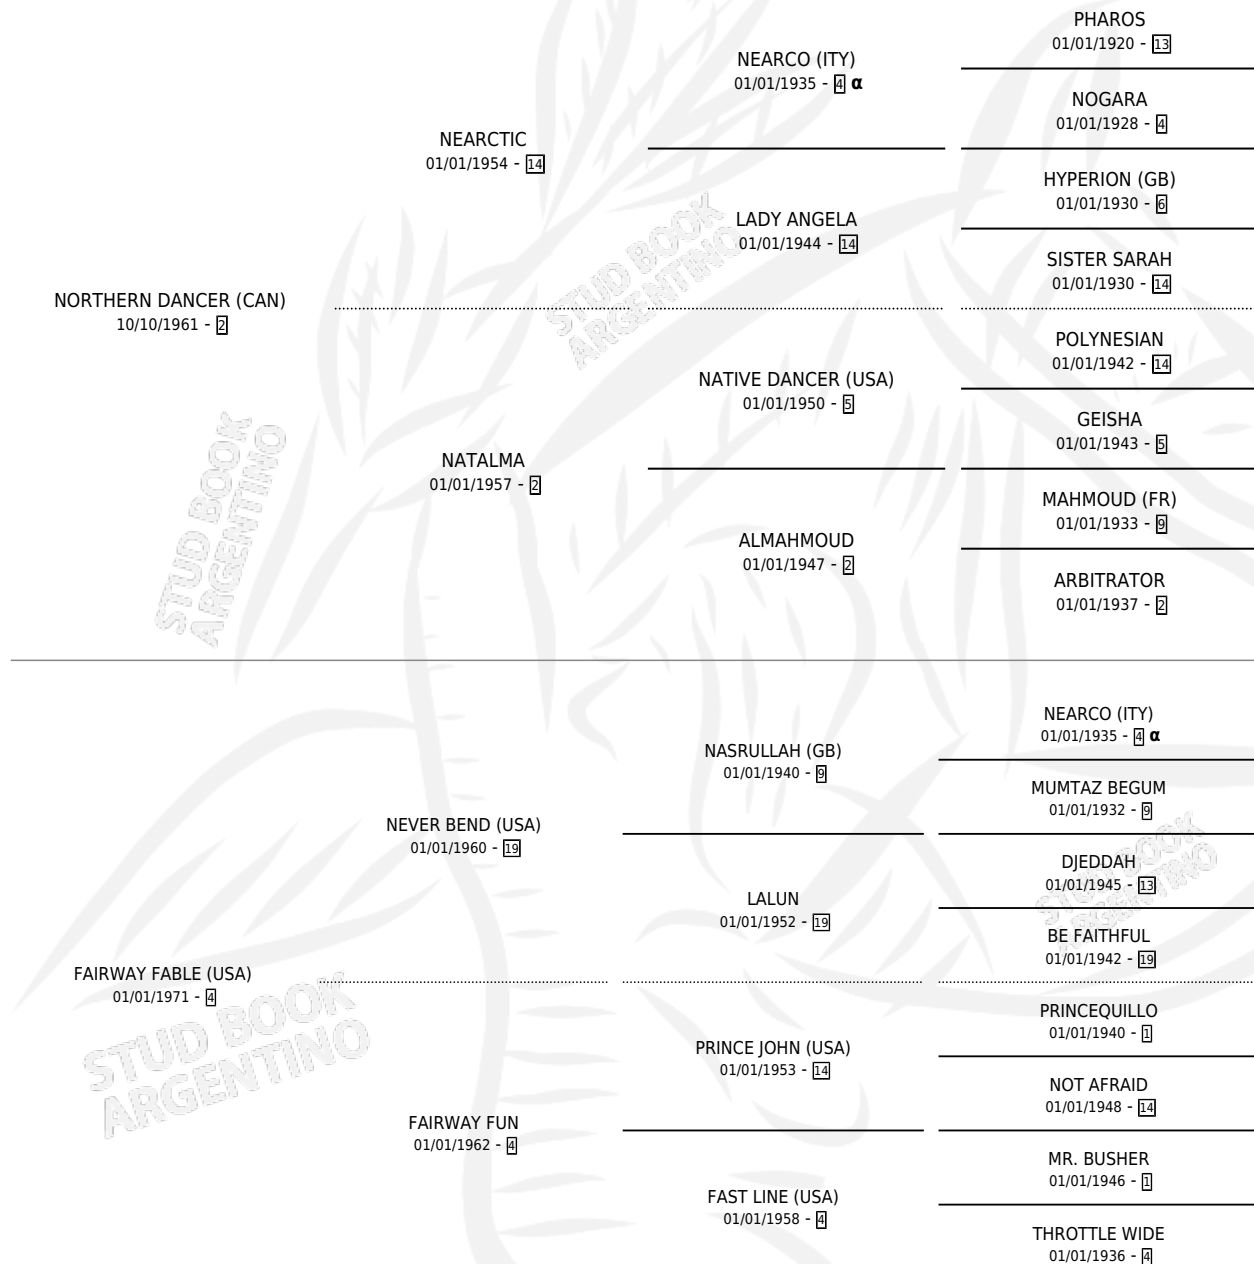 PHAROS
01/01/1920 - 13
NEARCO (ITY)
01/01/1935 - 4 α
NOGARA
01/01/1928 - 4
NEARCTIC
01/01/1954 - 14
HYPERION (GB)
01/01/1930 - 6
LADY ANGELA
01/01/1944 - 14
SISTER SARAH
01/01/1930 - 14
NORTHERN DANCER (CAN)
10/10/1961 - 2
POLYNESIAN
01/01/1942 - 14
NATIVE DANCER (USA)
01/01/1950 - 5
GEISHA
01/01/1943 - 5
NATALMA
01/01/1957 - 2
MAHMOUD (FR)
01/01/1933 - 9
ALMAHMOUD
01/01/1947 - 2
ARBITRATOR
01/01/1937 - 2
NEARCO (ITY)
01/01/1935 - 4 α
NASRULLAH (GB)
01/01/1940 - 9
MUMTAZ BEGUM
01/01/1932 - 9
NEVER BEND (USA)
01/01/1960 - 19
DJEDDAH
01/01/1945 - 13
LALUN
01/01/1952 - 19
BE FAITHFUL
01/01/1942 - 19
FAIRWAY FABLE (USA)
01/01/1971 - 4
PRINCEQUILLO
01/01/1940 - 1
PRINCE JOHN (USA)
01/01/1953 - 14
NOT AFRAID
01/01/1948 - 14
FAIRWAY FUN
01/01/1962 - 4
MR. BUSHER
01/01/1946 - 1
FAST LINE (USA)
01/01/1958 - 4
THROTTLE WIDE
01/01/1936 - 4
STUD BOOK
ARGENTINO
STUD BOOK
ARGENTINO
STUD BOOK
ARGENTINO
STUD BOOK
ARGENTINO